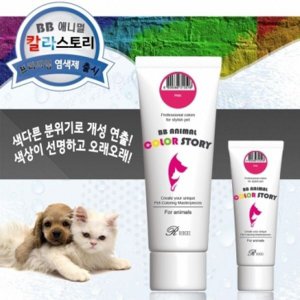 BB 애니멀
칼라스토리
염색제 출시
색다른 분위기로 개성 연출!
색상이 선명하고 오래오래!
Professional colors
for stylish pet
BB ANIMAL
COLOR STORY
Create your unique
Pet Coloring Masterpieces
For animals
BB ANIMAL
COLOR STORY
For animals